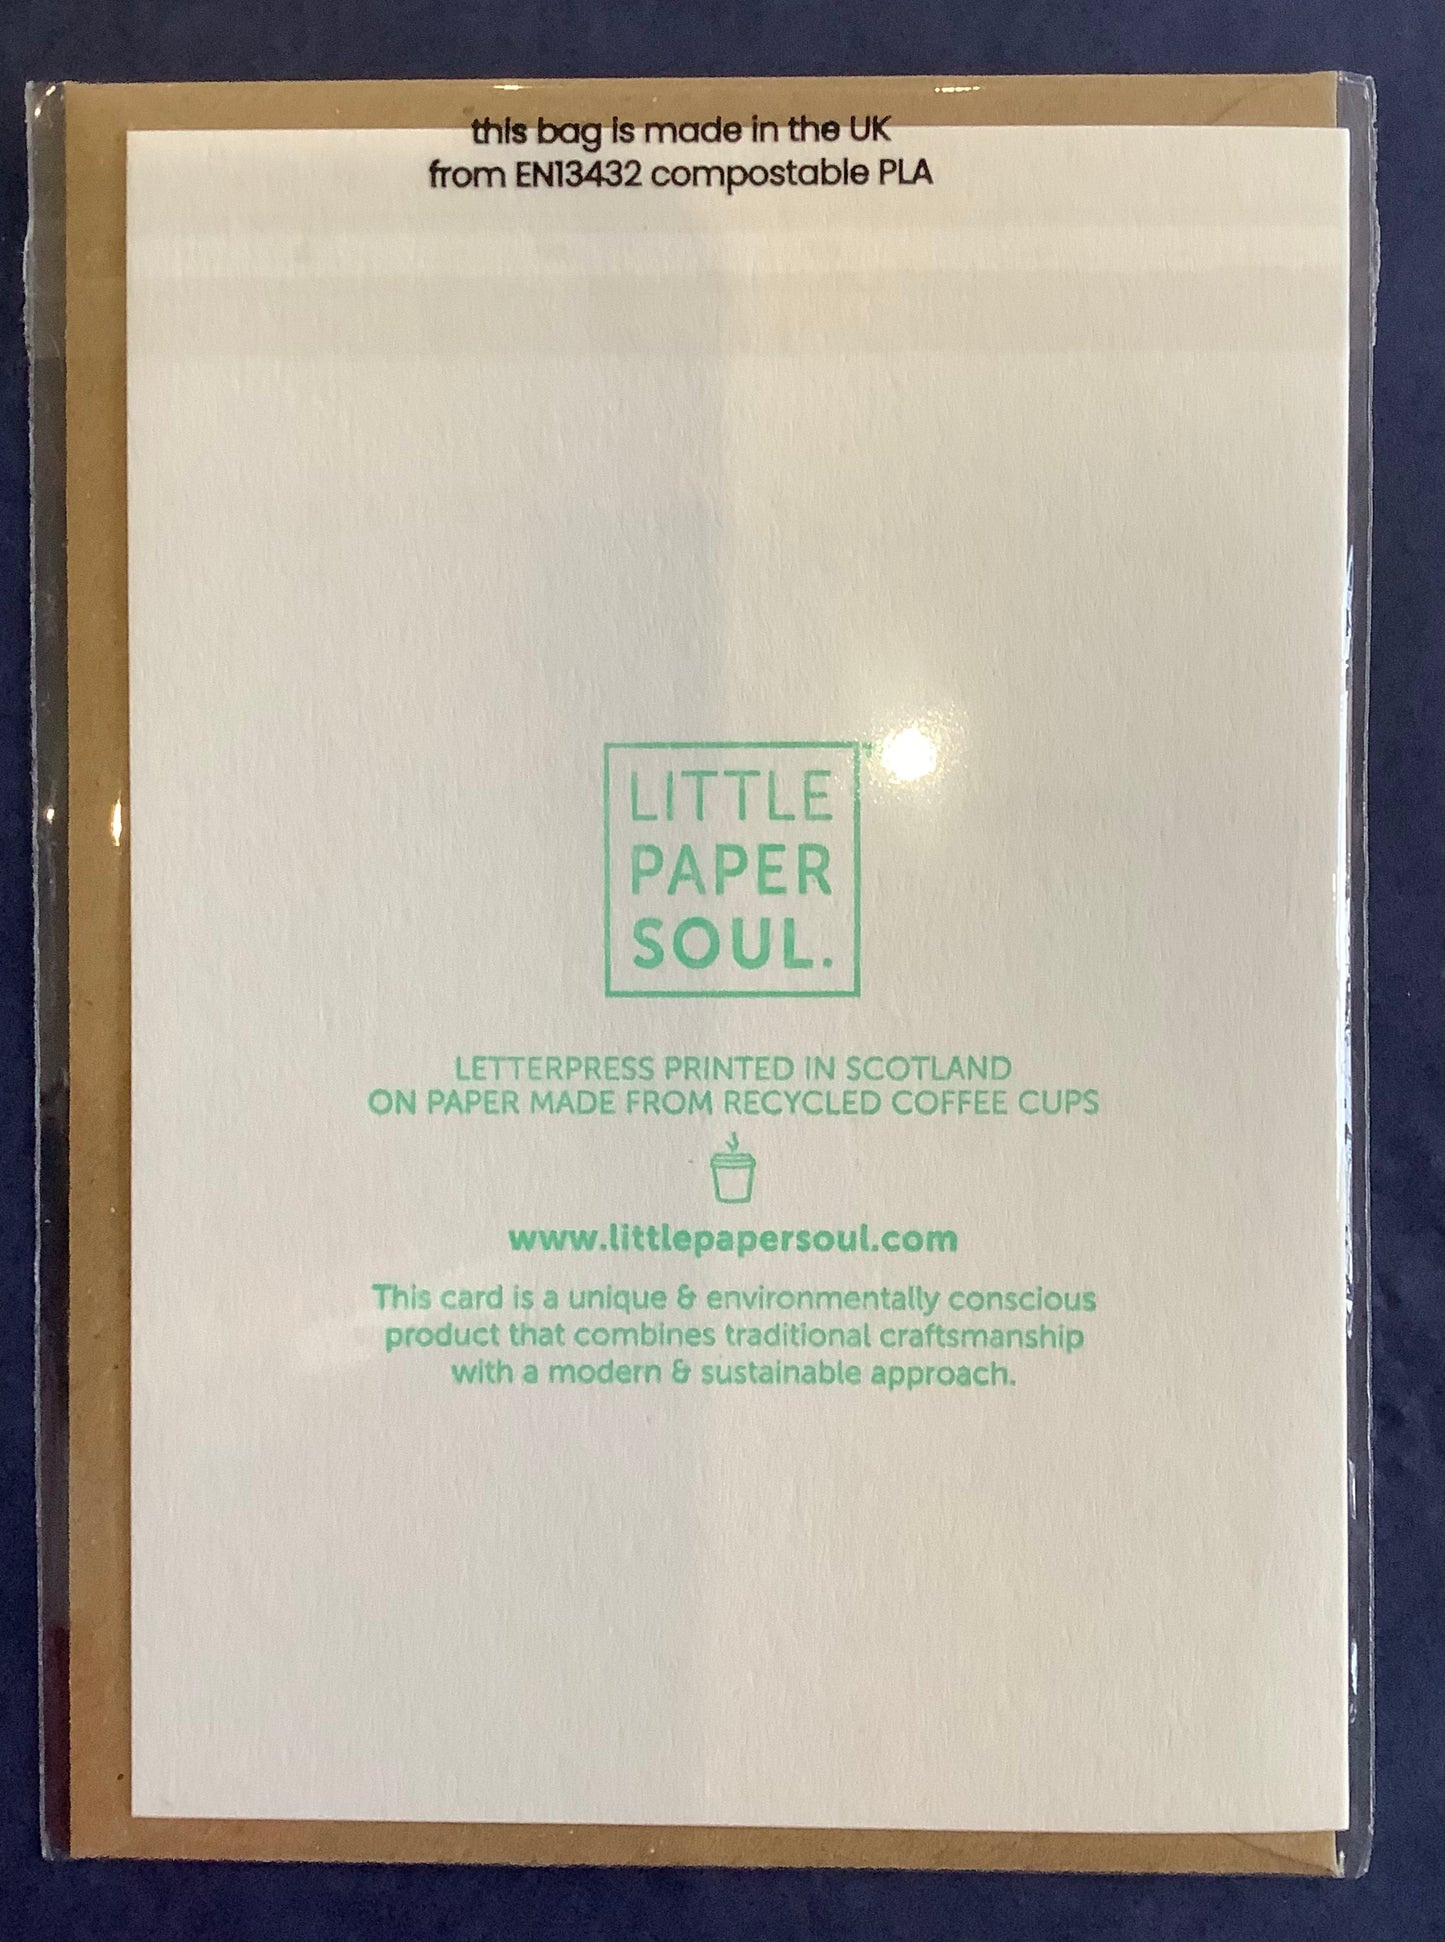 this bag is made in the UK
from EN13432 compostable PLA
LITTLE
PAPER
SOUL.
LETTERPRESS PRINTED IN SCOTLAND
ON PAPER MADE FROM RECYCLED COFFEE CUPS
www.littlepapersoul.com
This card is a unique & environmentally conscious
product that combines traditional craftsmanship
with a modern & sustainable approach.